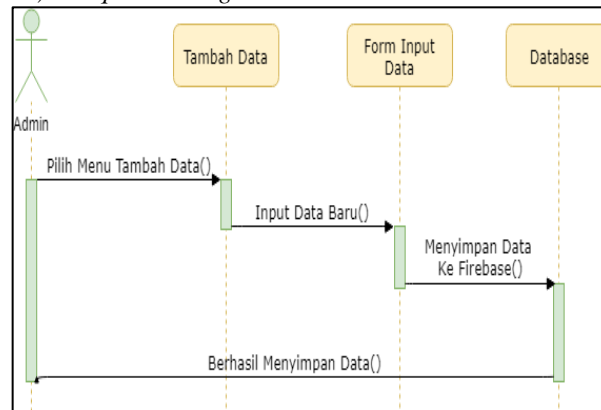 Tambah Data
Form Input
Data
Database
Admin
Pilih Menu Tambah Data()
Input Data Baru()
Menyimpan Data
Ke Firebase()
Berhasil Menyimpan Data()